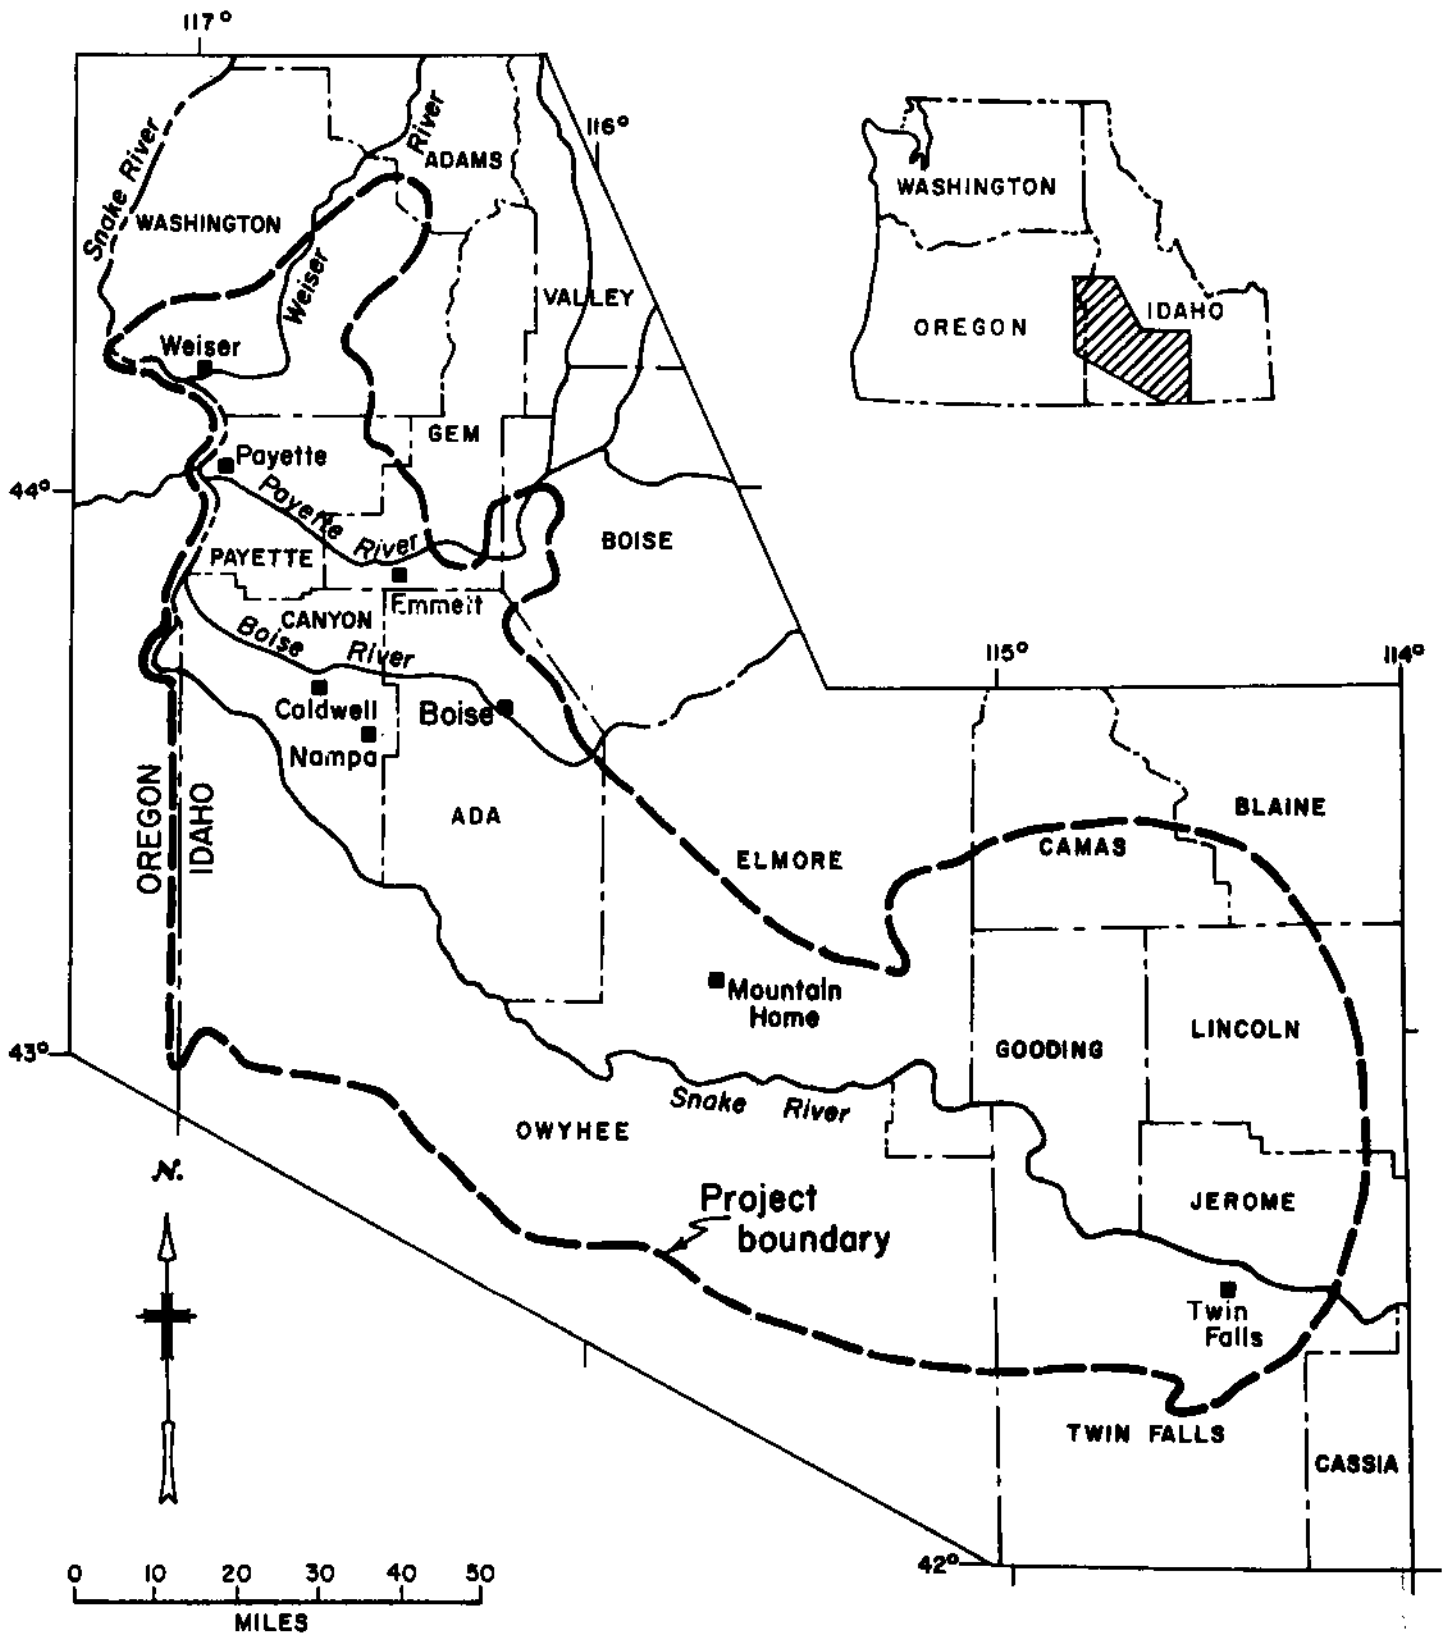 117°
116°
Snake River
River
ADAMS
WASHINGTON
Weiser
VALLEY
Weiser
GEM
Payette
44°
Payette River
BOISE
PAYETTE
Emmett
CANYON
Boise River
Caldwell
Boise
Nampa
OREGON
IDAHO
ADA
WASHINGTON
OREGON
IDAHO
115°
114°
BLAINE
CAMAS
ELMORE
Mountain
Home
LINCOLN
GOODING
43°
Snake River
OWYHEE
N.
Project
boundary
JEROME
Twin
Falls
TWIN FALLS
CASSIA
42°
0 10 20 30 40 50
MILES